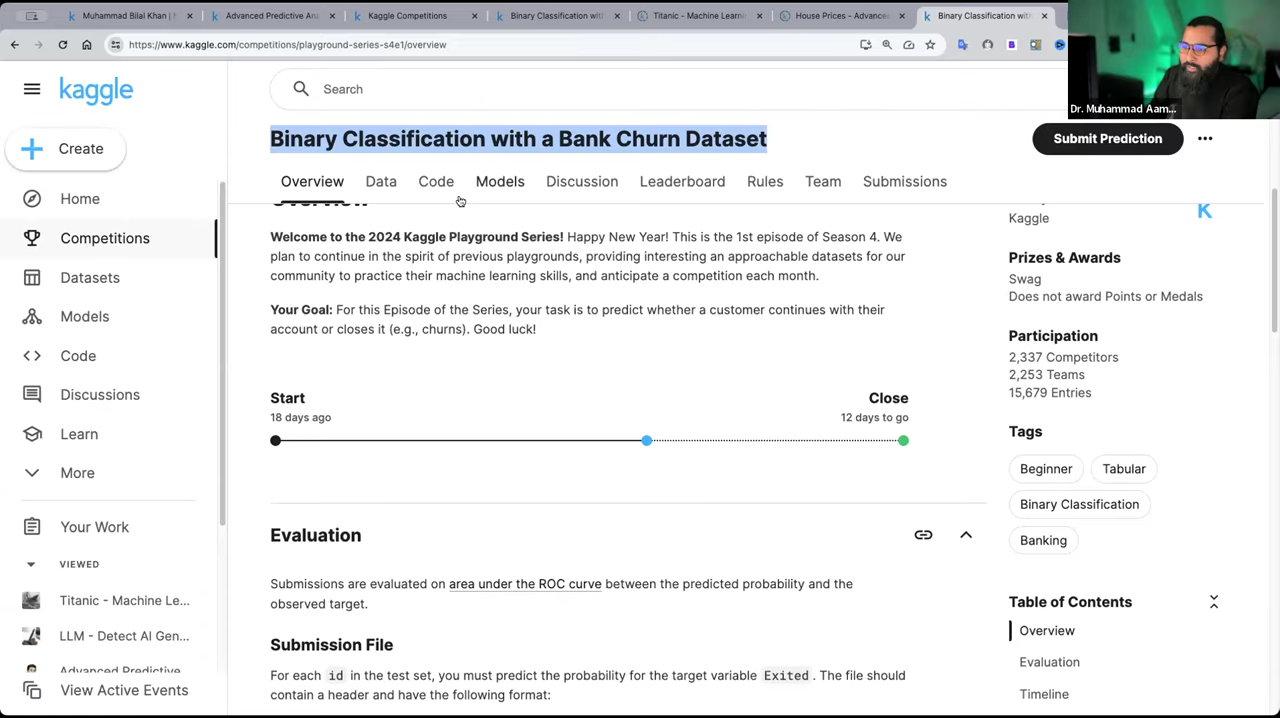 Muhammad Bilal Khan | N
Advanced Predictive Ana
Kaggle Competitions
Binary Classification with
Titanic - Machine Learni
House Prices - Advanced
Binary Classification with
https://www.kaggle.com/competitions/playground-series-s4e1/overview
Dr. Muhammad Aam...
kaggle
Search
Create
Home
Competitions
Datasets
Models
Code
Discussions
Learn
More
Your Work
VIEWED
Titanic - Machine Le...
LLM - Detect AI Gen...
Advanced Predictive
View Active Events
Binary Classification with a Bank Churn Dataset
Submit Prediction
Overview Data Code Models Discussion Leaderboard Rules Team Submissions
Overview
Welcome to the 2024 Kaggle Playground Series! Happy New Year! This is the 1st episode of Season 4. We
plan to continue in the spirit of previous playgrounds, providing interesting an approachable datasets for our
community to practice their machine learning skills, and anticipate a competition each month.
Your Goal: For this Episode of the Series, your task is to predict whether a customer continues with their
account or closes it (e.g., churns). Good luck!
Start
18 days ago
Close
12 days to go
Evaluation
Submissions are evaluated on area under the ROC curve between the predicted probability and the
observed target.
Submission File
For each id in the test set, you must predict the probability for the target variable Exited. The file should
contain a header and have the following format:
Kaggle
Prizes & Awards
Swag
Does not award Points or Medals
Participation
2,337 Competitors
2,253 Teams
15,679 Entries
Tags
Beginner
Tabular
Binary Classification
Banking
Table of Contents
Overview
Evaluation
Timeline